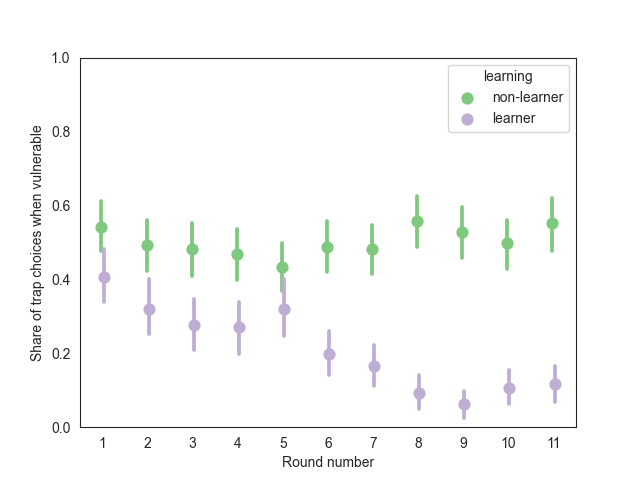 1.0
0.8
0.6
0.4
0.2
0.0
Share of trap choices when vulnerable
learning
non-learner
learner
1 2 3 4 5 6 7 8 9 10 11
Round number